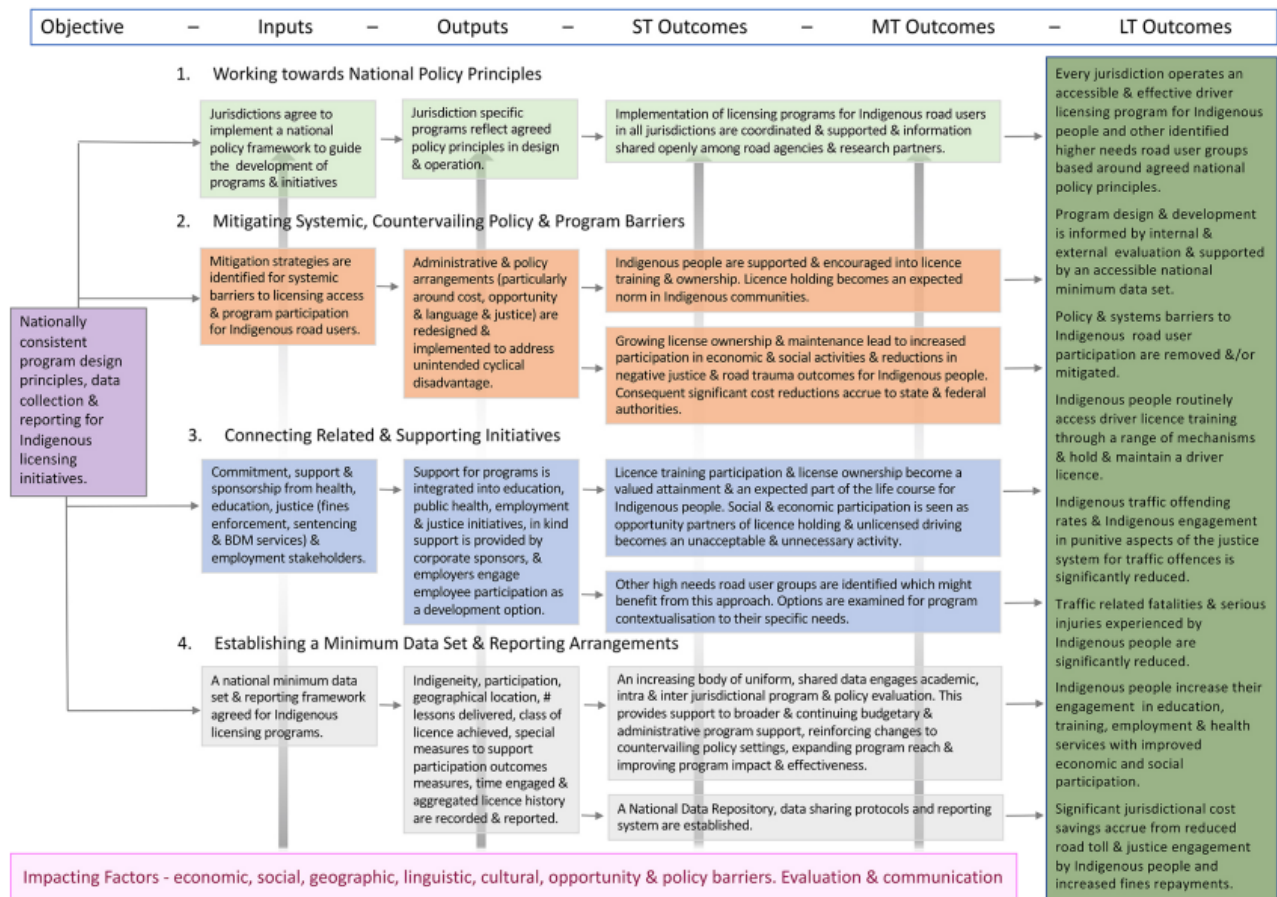 Objective – Inputs – Outputs – ST Outcomes – MT Outcomes – LT Outcomes
1. Working towards National Policy Principles
Jurisdictions agree to
implement a national
policy framework to guide
the development of
programs & initiatives
Jurisdiction specific
programs reflect agreed
policy principles in design
& operation.
Implementation of licensing programs for Indigenous road users
in all jurisdictions are coordinated & supported & information
shared openly among road agencies & research partners.
2. Mitigating Systemic, Countervailing Policy & Program Barriers
Mitigation strategies are
identified for systemic
barriers to licensing access
& program participation
for Indigenous road users.
Administrative & policy
arrangements (particularly
around cost, opportunity
& language & justice) are
redesigned &
implemented to address
unintended cyclical
disadvantage.
Indigenous people are supported & encouraged into licence
training & ownership. Licence holding becomes an expected
norm in Indigenous communities.
Growing license ownership & maintenance lead to increased
participation in economic & social activities & reductions in
negative justice & road trauma outcomes for Indigenous people.
Consequent significant cost reductions accrue to state & federal
authorities.
Nationally
consistent
program design
principles, data
collection &
reporting for
Indigenous
licensing
initiatives.
3. Connecting Related & Supporting Initiatives
Commitment, support &
sponsorship from health,
education, justice (fines
enforcement, sentencing
& BDM services) &
employment stakeholders.
Support for programs is
integrated into education,
public health, employment
& justice initiatives, in kind
support is provided by
corporate sponsors, &
employers engage
employee participation as
a development option.
Licence training participation & license ownership become a
valued attainment & an expected part of the life course for
Indigenous people. Social & economic participation is seen as
opportunity partners of licence holding & unlicensed driving
becomes an unacceptable & unnecessary activity.
Other high needs road user groups are identified which might
benefit from this approach. Options are examined for program
contextualisation to their specific needs.
4. Establishing a Minimum Data Set & Reporting Arrangements
A national minimum data
set & reporting framework
agreed for Indigenous
licensing programs.
Indigeneity, participation,
geographical location, #
lessons delivered, class of
licence achieved, special
measures to support
participation outcomes
measures, time engaged &
aggregated licence history
are recorded & reported.
An increasing body of uniform, shared data engages academic,
intra & inter jurisdictional program & policy evaluation. This
provides support to broader & continuing budgetary &
administrative program support, reinforcing changes to
countervailing policy settings, expanding program reach &
improving program impact & effectiveness.
A National Data Repository, data sharing protocols and reporting
system are established.
Every jurisdiction operates an
accessible & effective driver
licensing program for Indigenous
people and other identified
higher needs road user groups
based around agreed national
policy principles.
Program design & development
is informed by internal &
external evaluation & supported
by an accessible national
minimum data set.
Policy & systems barriers to
Indigenous road user
participation are removed &/or
mitigated.
Indigenous people routinely
access driver licence training
through a range of mechanisms
& hold & maintain a driver
licence.
Indigenous traffic offending
rates & Indigenous engagement
in punitive aspects of the justice
system for traffic offences is
significantly reduced.
Traffic related fatalities & serious
injuries experienced by
Indigenous people are
significantly reduced.
Indigenous people increase their
engagement in education,
training, employment & health
services with improved
economic and social
participation.
Significant jurisdictional cost
savings accrue from reduced
road toll & justice engagement
by Indigenous people and
increased fines repayments.
Impacting Factors - economic, social, geographic, linguistic, cultural, opportunity & policy barriers. Evaluation & communication